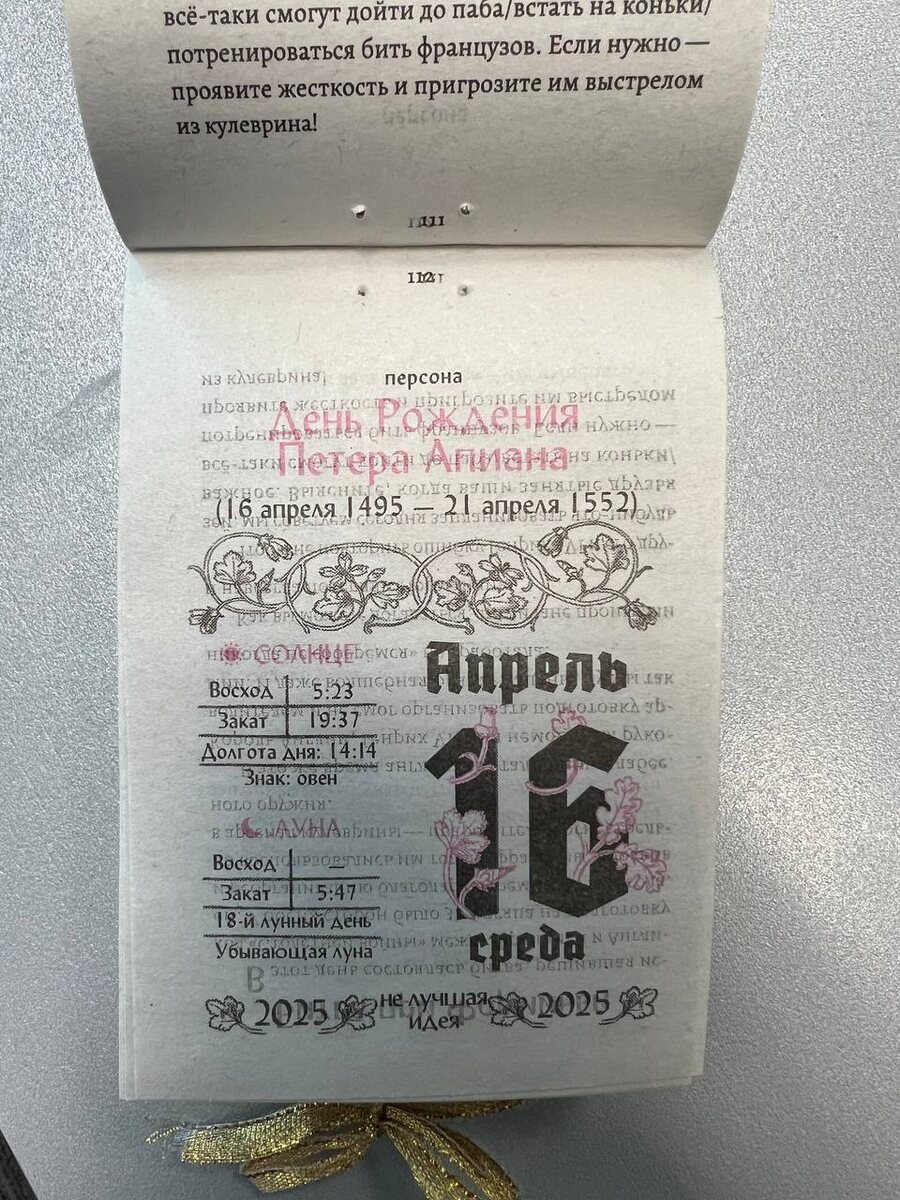 всё-таки смогут дойти до паба/встать на коньки/
потренироваться бить французов. Если нужно —
проявите жесткость и пригрозите им выстрелом
из кулеврина!
111
112
персона
День Рождения
Петера Апиана
(16 апреля 1495 — 21 апреля 1552)
СОЛНЦЕ
Восход 5:23
Закат 19:37
Долгота дня: 14:14
Знак: овен
ЛУНА
Восход —
Закат 5:47
18-й лунный день
Убывающая луна
Апрель
16
среда
2025 не лучшая 2025
идея